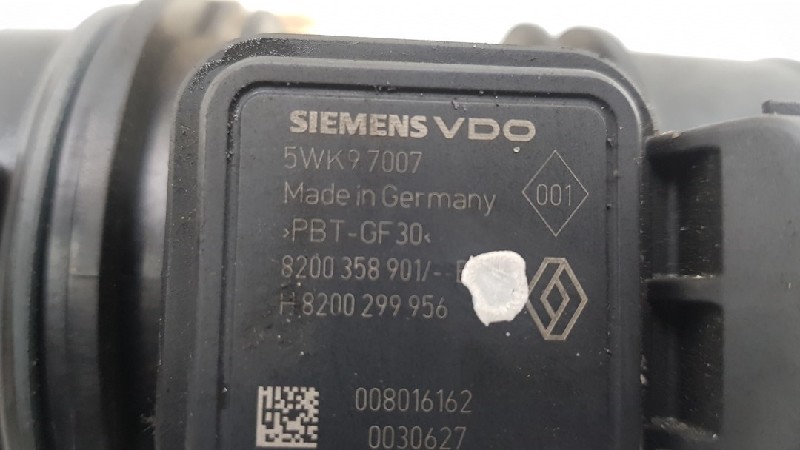 SIEMENS VDO
5WK9 7007
001
Made in Germany
>PBT-GF30<
8200 358 901/--
H 8200 299 956
008016162
0030627